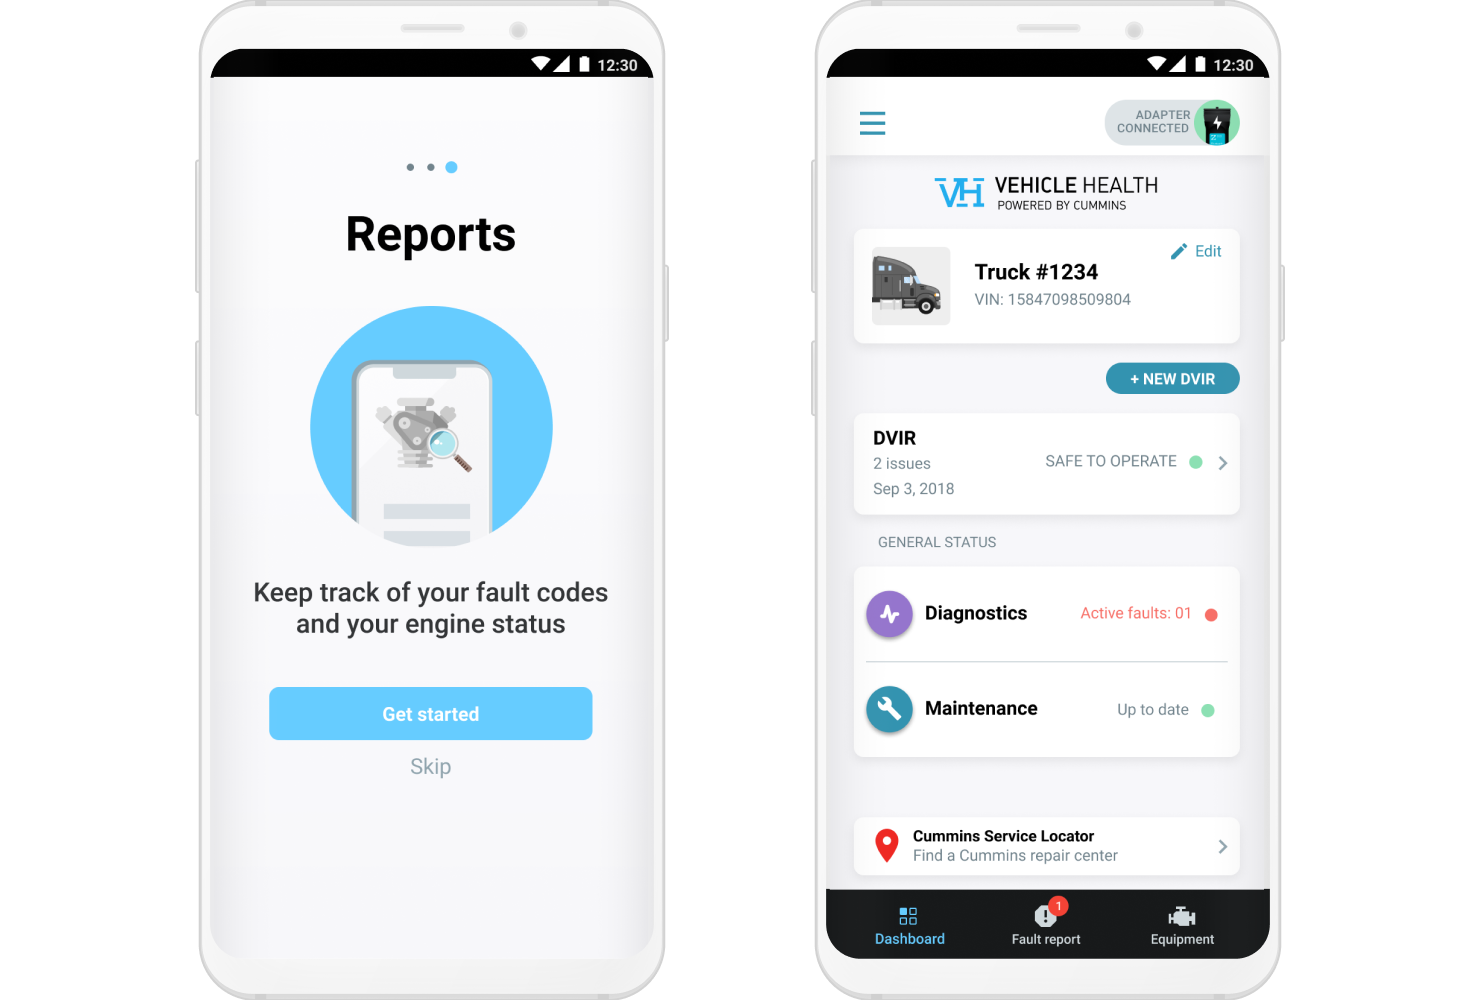 12:30
Reports
Keep track of your fault codes
and your engine status
Get started
Skip
12:30
ADAPTER
CONNECTED
VH VEHICLE HEALTH
POWERED BY CUMMINS
Edit
Truck #1234
VIN: 15847098509804
+ NEW DVIR
DVIR
2 issues
SAFE TO OPERATE
Sep 3, 2018
GENERAL STATUS
Diagnostics
Active faults: 01
Maintenance
Up to date
Cummins Service Locator
Find a Cummins repair center
1
Dashboard
Fault report
Equipment